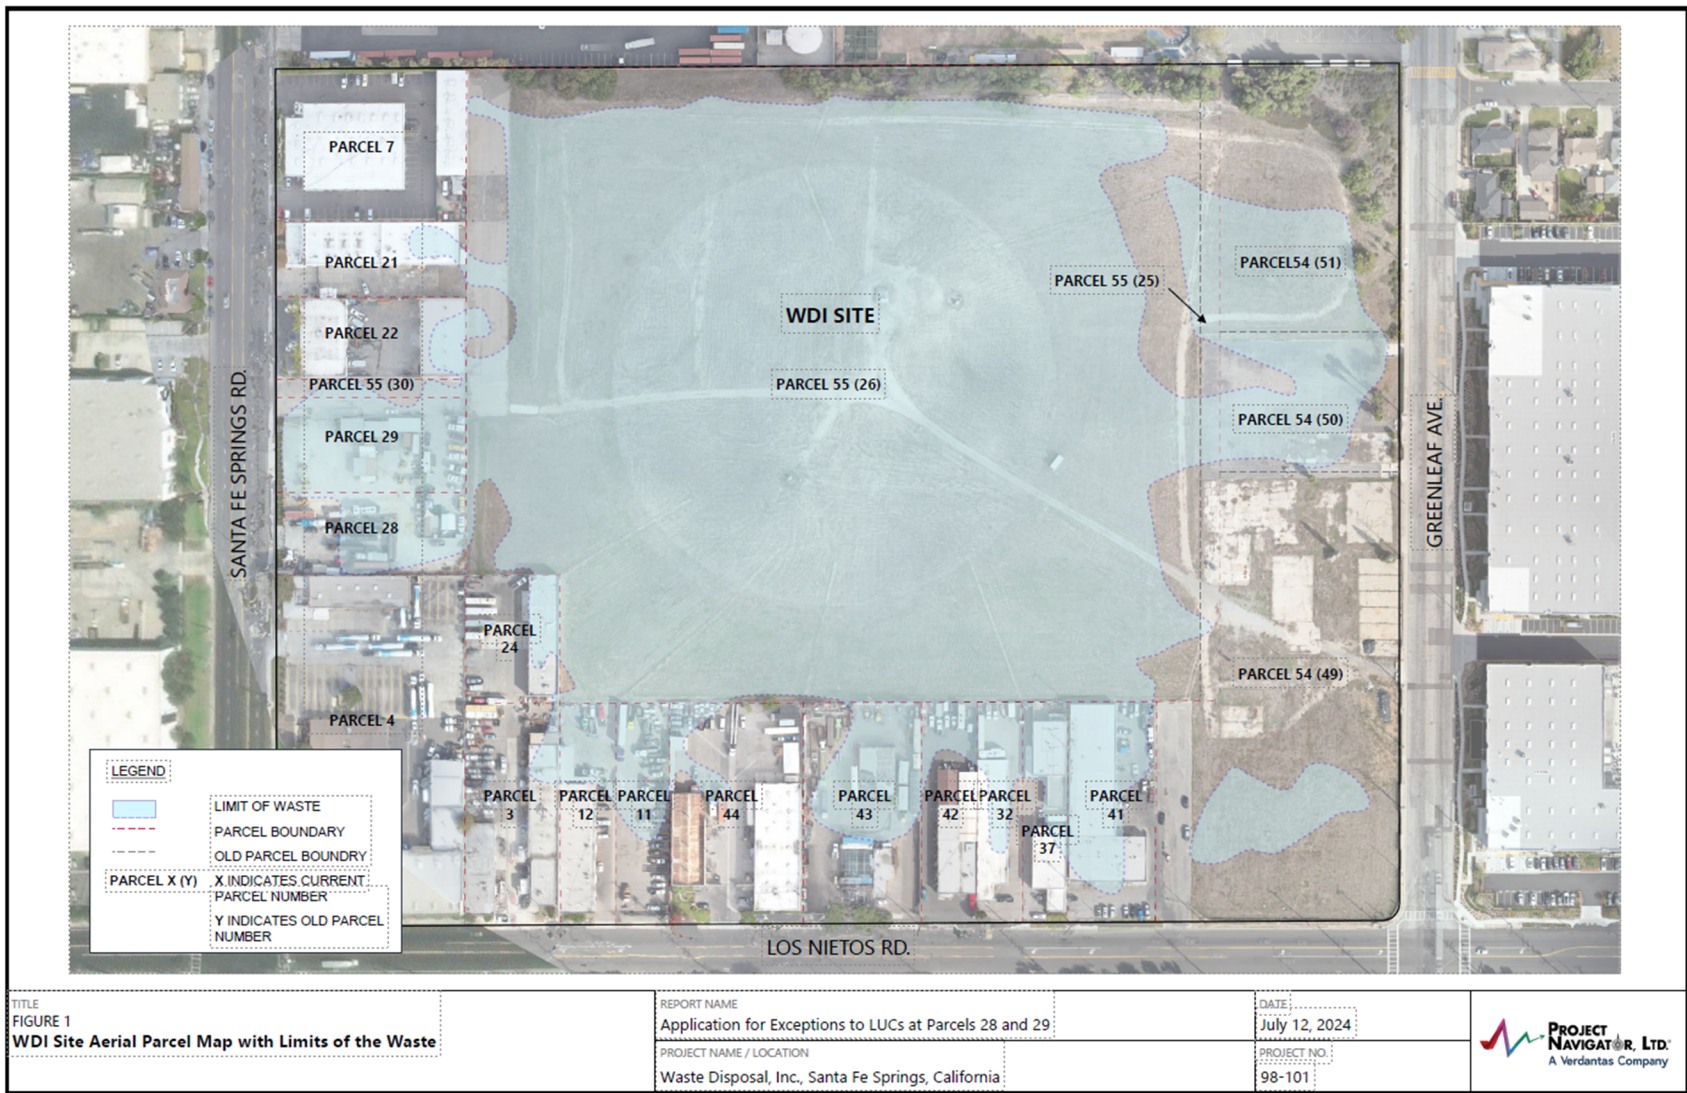 PARCEL 7
PARCEL 21
PARCEL 22
PARCEL 55 (30)
PARCEL 29
PARCEL 28
WDI SITE
PARCEL 55 (26)
PARCEL 55 (25)
PARCEL54 (51)
PARCEL 54 (50)
PARCEL 54 (49)
SANTA FE SPRINGS RD.
GREENLEAF AVE.
PARCEL
24
PARCEL 4
PARCEL
3
PARCEL
12
PARCEL
11
PARCEL
44
PARCEL
43
PARCEL
42
PARCEL
32
PARCEL
37
PARCEL
41
LOS NIETOS RD.
LEGEND
LIMIT OF WASTE
PARCEL BOUNDARY
OLD PARCEL BOUNDRY
PARCEL X (Y) X INDICATES CURRENT
PARCEL NUMBER
Y INDICATES OLD PARCEL
NUMBER
TITLE
FIGURE 1
WDI Site Aerial Parcel Map with Limits of the Waste
REPORT NAME
Application for Exceptions to LUCs at Parcels 28 and 29
PROJECT NAME / LOCATION
Waste Disposal, Inc., Santa Fe Springs, California
DATE
July 12, 2024
PROJECT NO.
98-101
PROJECT
NAVIGATOR, LTD.
A Verdantas Company